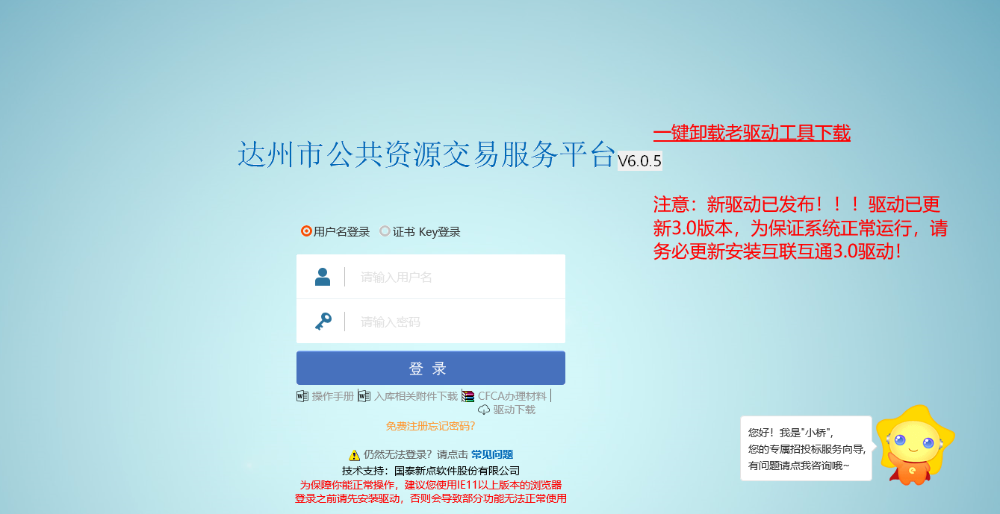 一键卸载老驱动工具下载
达州市公共资源交易服务平台V6.0.5
注意：新驱动已发布！！！驱动已更
新3.0版本，为保证系统正常运行，请
务必更新安装互联互通3.0驱动！
用户名登录 证书 Key登录
请输入用户名
请输入密码
登 录
操作手册 入库相关附件下载 CFCA办理材料
驱动下载
免费注册忘记密码？
仍然无法登录？请点击 常见问题
技术支持：国泰新点软件股份有限公司
为保障你能正常操作，建议您使用IE11以上版本的浏览器
登录之前请先安装驱动，否则会导致部分功能无法正常使用
您好！我是"小桥",
您的专属招投标服务向导,
有问题请点我咨询哦~